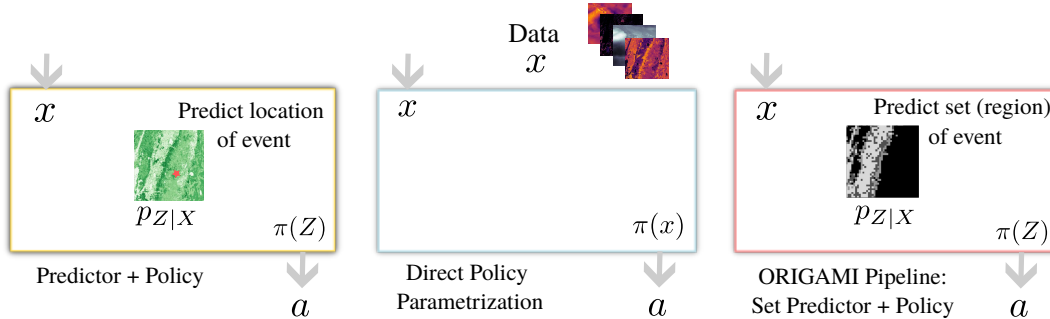 Data
x
x
Predict location
of event
p_{Z|X}
π(Z)
Predictor + Policy
a
x
π(x)
Direct Policy
Parametrization
a
x
Predict set (region)
of event
p_{Z|X}
π(Z)
ORIGAMI Pipeline:
Set Predictor + Policy
a